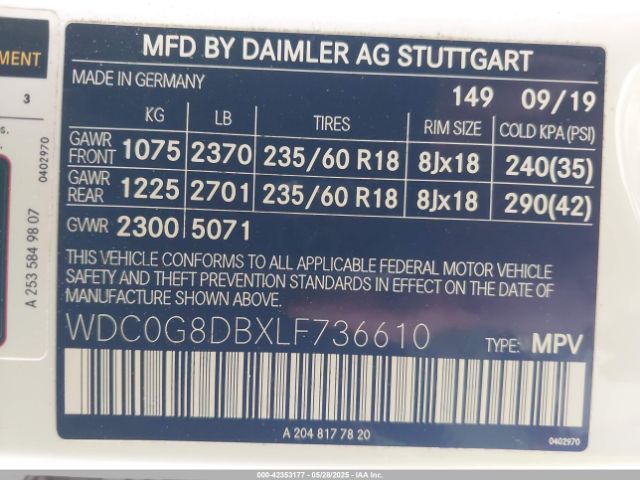 MFD BY DAIMLER AG STUTTGART
MADE IN GERMANY
149 09/19
KG LB TIRES RIM SIZE COLD KPA(PSI)
GAWR FRONT 1075 2370 235/60 R18 8Jx18 240(35)
GAWR REAR 1225 2701 235/60 R18 8Jx18 290(42)
GVWR 2300 5071
THIS VEHICLE CONFORMS TO ALL APPLICABLE FEDERAL MOTOR VEHICLE
SAFETY AND THEFT PREVENTION STANDARDS IN EFFECT ON THE DATE OF
MANUFACTURE SHOWN ABOVE.
WDC0G8DBXLF736610 TYPE: MPV
A 204 817 78 20
0402970
3
0402970
A 253 584 98 07
000-42353177 - 05/28/2025 - IAAI.COM